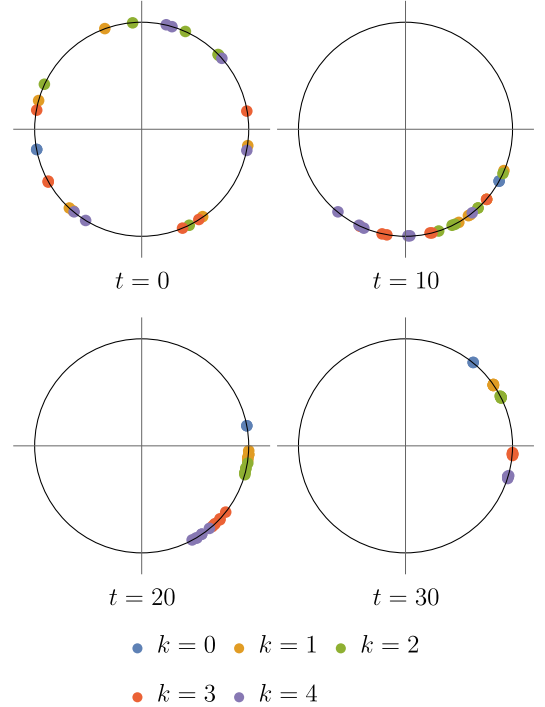 t = 0 t = 10
t = 20 t = 30
k = 0 k = 1 k = 2
k = 3 k = 4